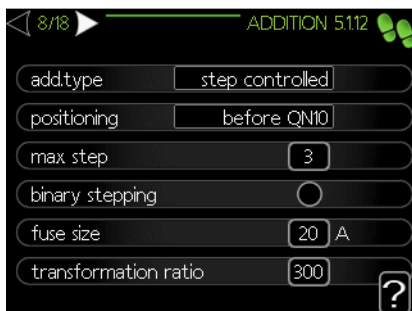 8/18 ADDITION 5.1.12
add.type step controlled
positioning before QN10
max step 3
binary stepping
fuse size 20 A
transformation ratio 300
?